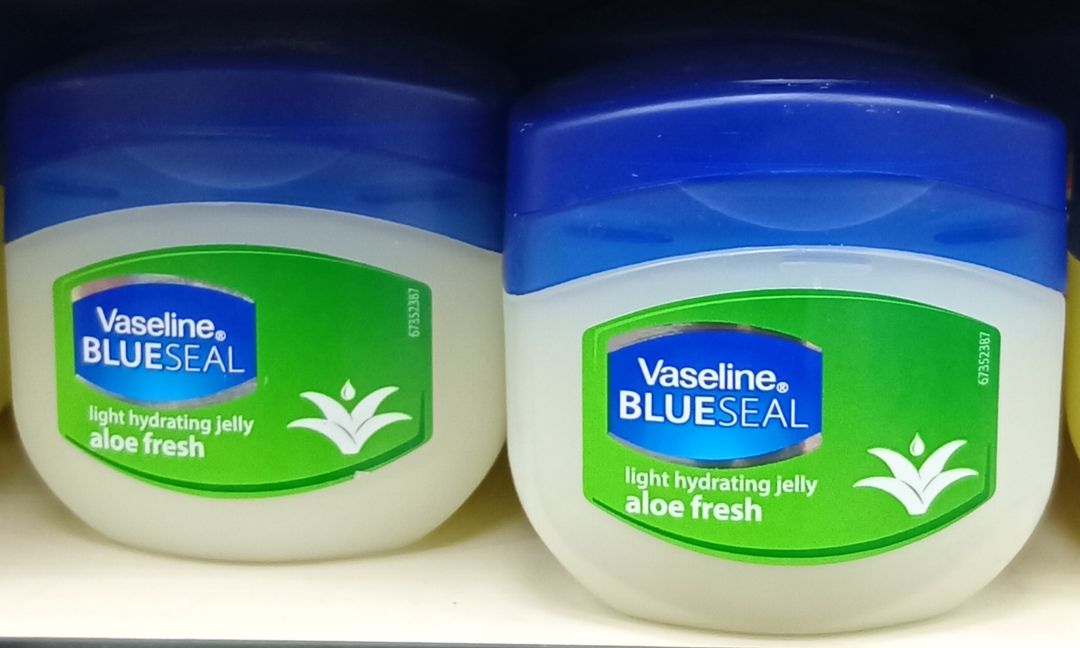 Vaseline®
BLUESEAL
light hydrating jelly
aloe fresh
67352387
Vaseline®
BLUESEAL
light hydrating jelly
aloe fresh
67352387